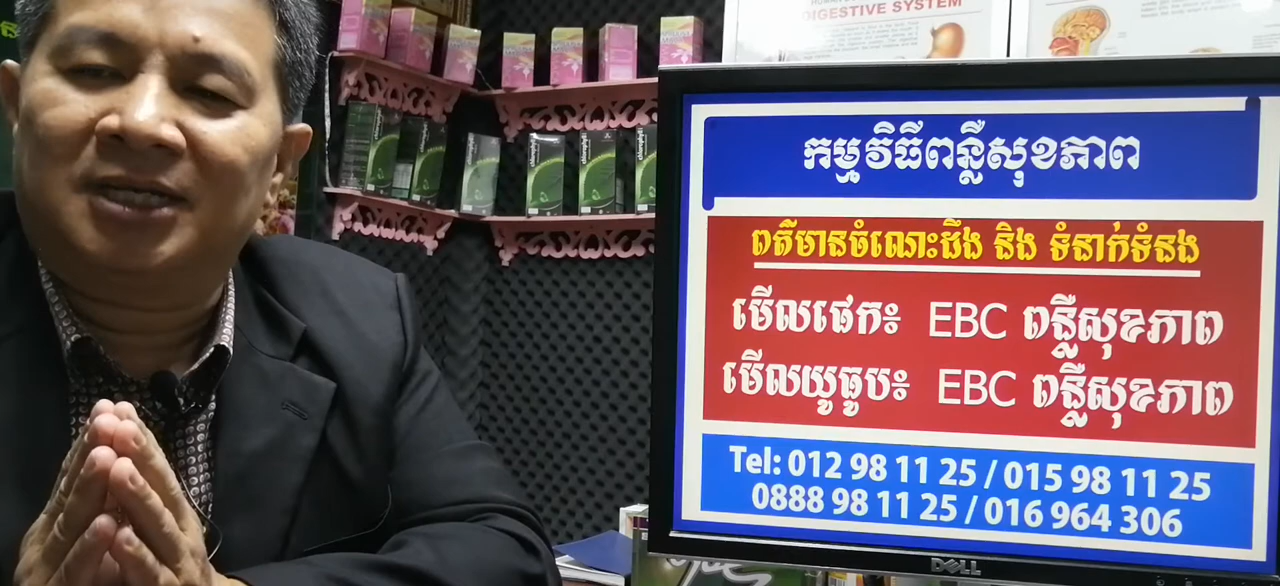 DIGESTIVE SYSTEM
កម្មវិធីពន្លឺសុខភាព
ពត៌មានចំណេះដឹង និង ទំនាក់ទំនង
មើលផេក៖ EBC ពន្លឺសុខភាព
មើលយូធូប៖ EBC ពន្លឺសុខភាព
Tel: 012 98 11 25 / 015 98 11 25
0888 98 11 25 / 016 964 306
DELL